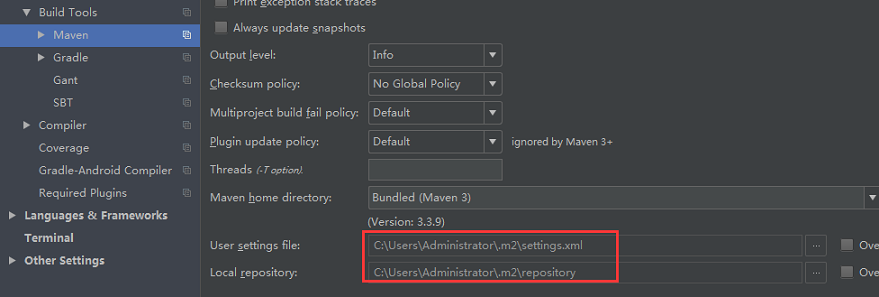 Print exception stack traces
Build Tools
Always update snapshots
Maven
Output level: Info
Gradle
Checksum policy: No Global Policy
Gant
SBT
Multiproject build fail policy: Default
Compiler
Plugin update policy: Default ignored by Maven 3+
Coverage
Gradle-Android Compiler
Threads (-T option).
Required Plugins
Maven home directory: Bundled (Maven 3)
Languages & Frameworks
(Version: 3.3.9)
Terminal
User settings file: C:\Users\Administrator\.m2\settings.xml ... Ove
Other Settings
Local repository: C:\Users\Administrator\.m2\repository ... Ove